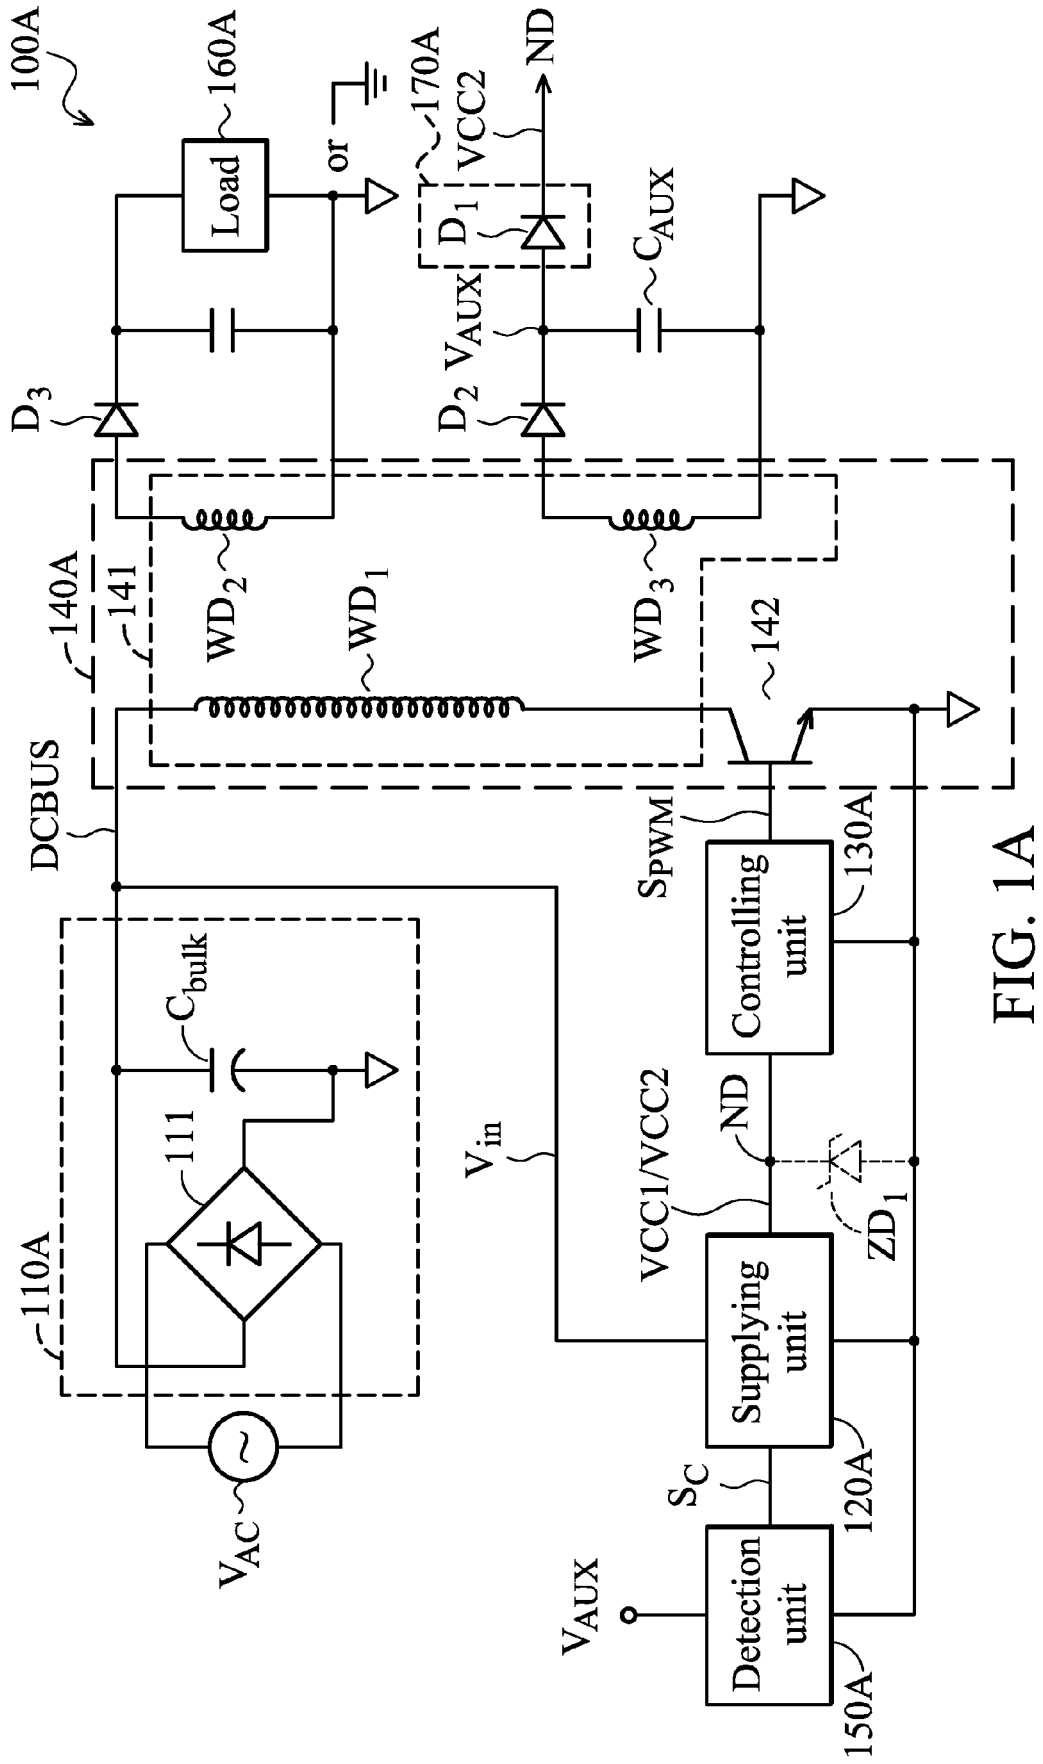 100A
110A
VAC
111
Cbulk
DCBUS
140A
141
WD1
WD2
WD3
142
D3
Load
160A
or
D2
VAUX
D1
170A
VCC2
ND
CAUX
Vin
VAUX
Detection
unit
150A
SC
Supplying
unit
120A
VCC1/VCC2
ND
ZD1
Controlling
unit
130A
SPWM
FIG. 1A